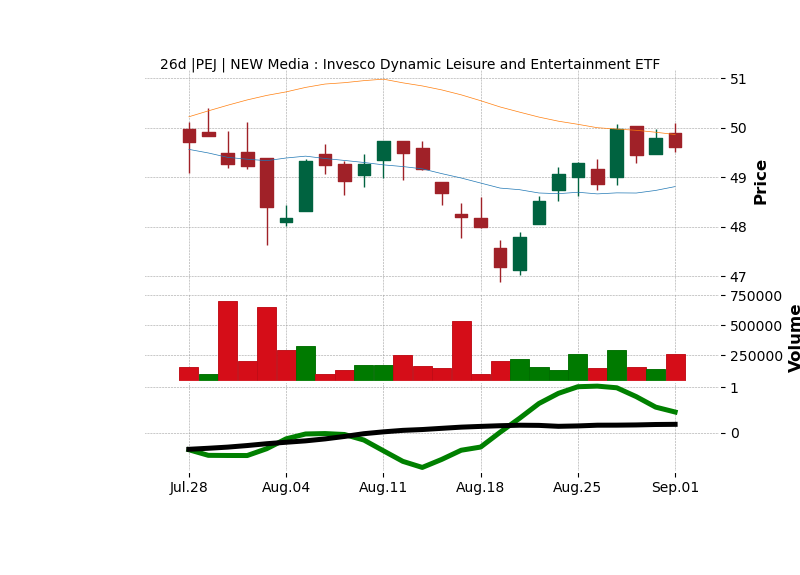 26d |PEJ | NEW Media : Invesco Dynamic Leisure and Entertainment ETF
51
50
49
48
47
Price
750000
500000
250000
Volume
1
0
Jul.28 Aug.04 Aug.11 Aug.18 Aug.25 Sep.01